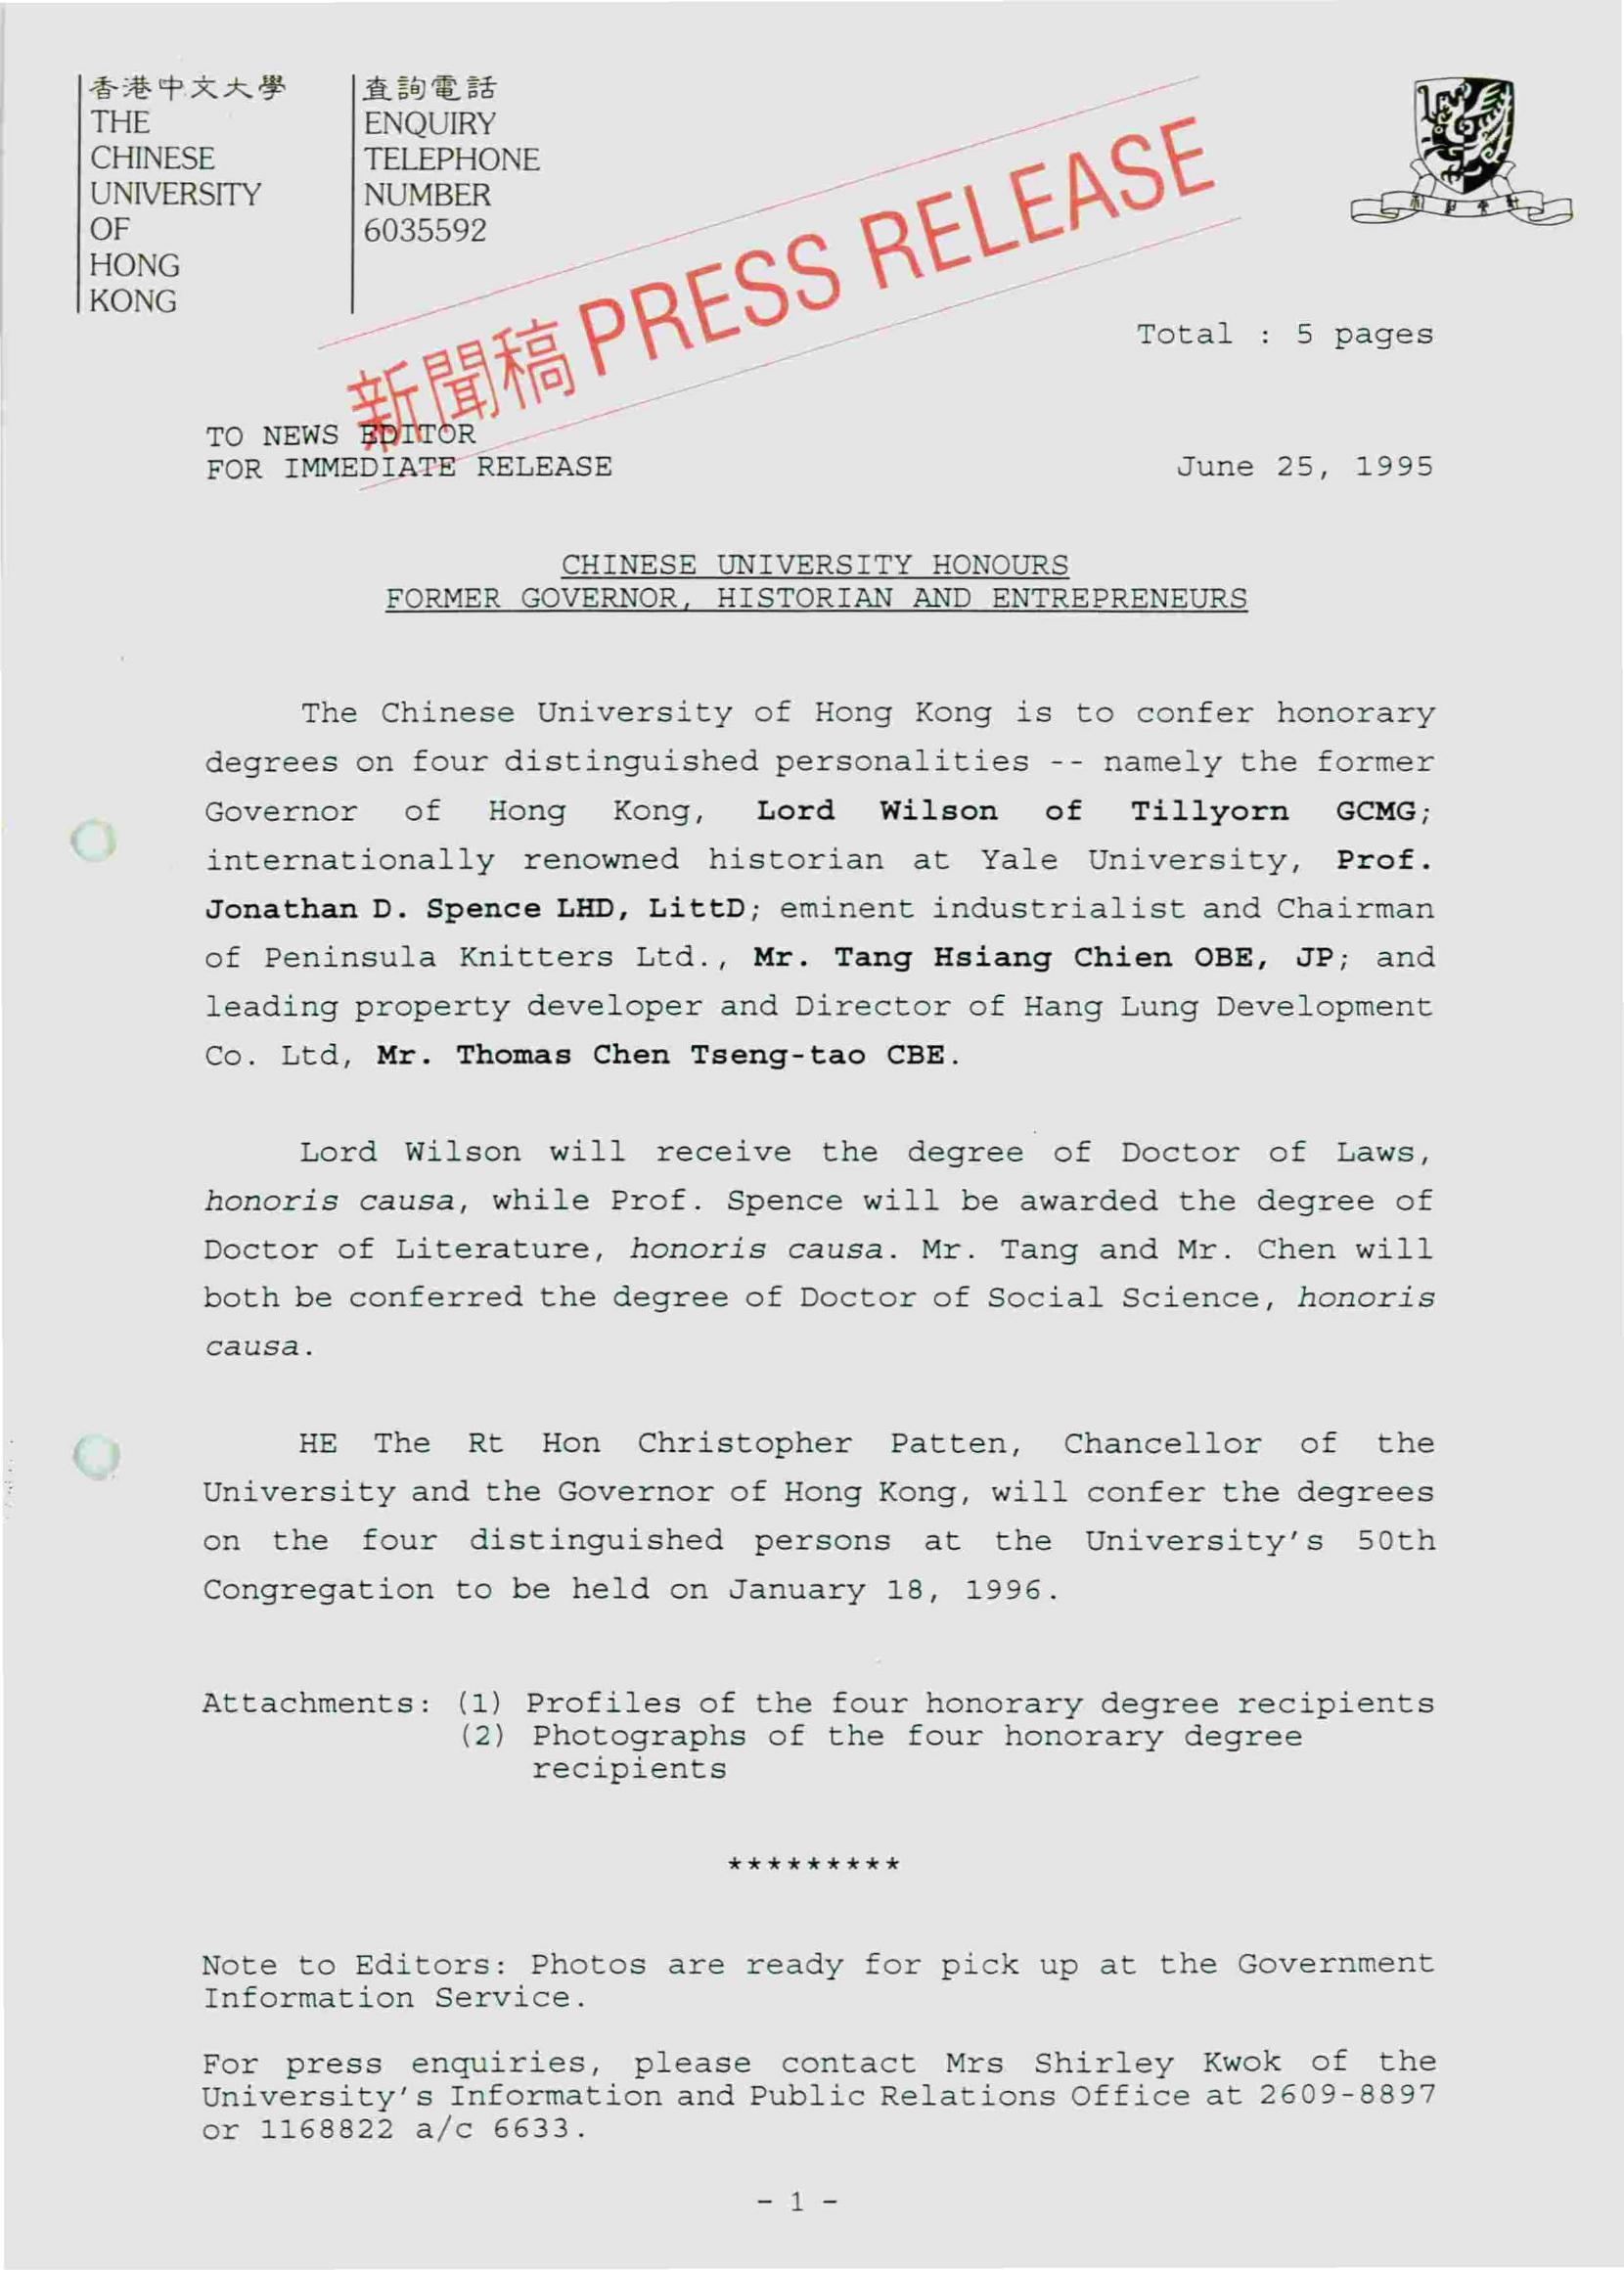 香港中文大學
THE
CHINESE
UNIVERSITY
OF
HONG
KONG
查詢電話
ENQUIRY
TELEPHONE
NUMBER
6035592
新聞稿 PRESS RELEASE
Total : 5 pages
TO NEWS EDITOR
FOR IMMEDIATE RELEASE
June 25, 1995
CHINESE UNIVERSITY HONOURS
FORMER GOVERNOR, HISTORIAN AND ENTREPRENEURS
The Chinese University of Hong Kong is to confer honorary
degrees on four distinguished personalities -- namely the former
Governor of Hong Kong, Lord Wilson of Tillyorn GCMG;
internationally renowned historian at Yale University, Prof.
Jonathan D. Spence LHD, LittD; eminent industrialist and Chairman
of Peninsula Knitters Ltd., Mr. Tang Hsiang Chien OBE, JP; and
leading property developer and Director of Hang Lung Development
Co. Ltd, Mr. Thomas Chen Tseng-tao CBE.
Lord Wilson will receive the degree of Doctor of Laws,
honoris causa, while Prof. Spence will be awarded the degree of
Doctor of Literature, honoris causa. Mr. Tang and Mr. Chen will
both be conferred the degree of Doctor of Social Science, honoris
causa.
HE The Rt Hon Christopher Patten, Chancellor of the
University and the Governor of Hong Kong, will confer the degrees
on the four distinguished persons at the University's 50th
Congregation to be held on January 18, 1996.
Attachments: (1) Profiles of the four honorary degree recipients
(2) Photographs of the four honorary degree
recipients
*********
Note to Editors: Photos are ready for pick up at the Government
Information Service.
For press enquiries, please contact Mrs Shirley Kwok of the
University's Information and Public Relations Office at 2609-8897
or 1168822 a/c 6633.
- 1 -